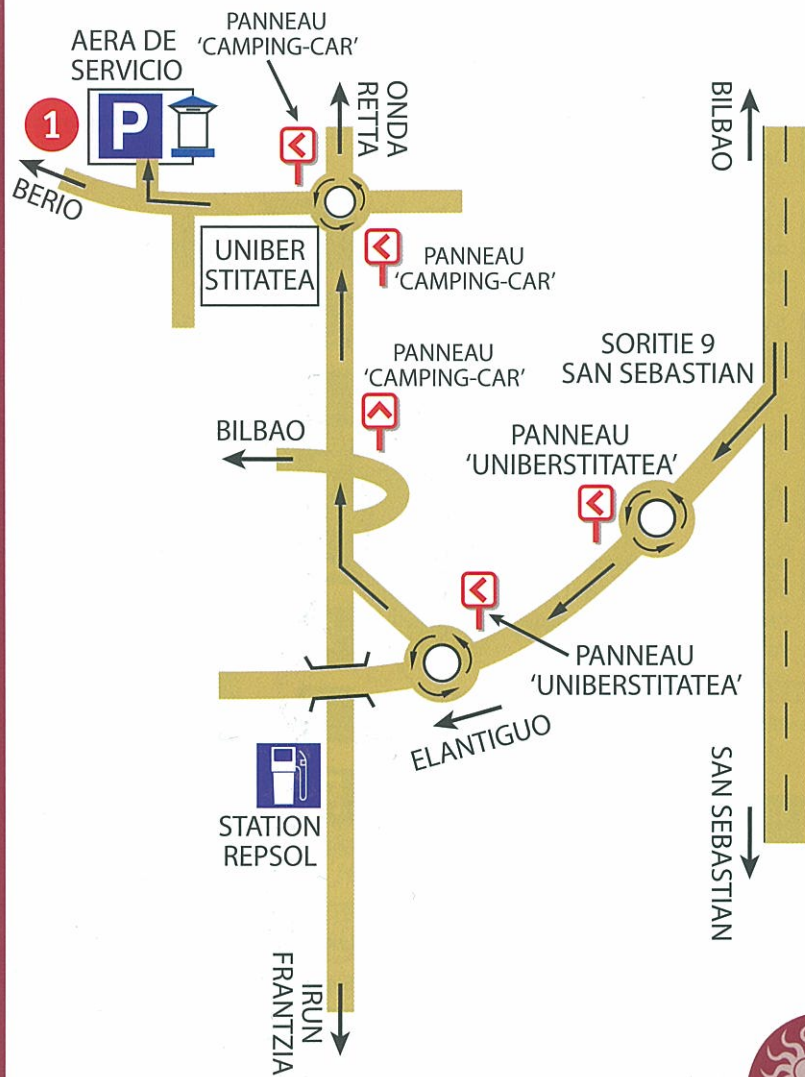 PANNEAU
'CAMPING-CAR'
AERA DE
SERVICIO
1
P
BERIO
ONDA
RETTA
BILBAO
UNIBER
STITATEA
PANNEAU
'CAMPING-CAR'
PANNEAU
'CAMPING-CAR'
SORITIE 9
SAN SEBASTIAN
BILBAO
PANNEAU
'UNIBERSTITATEA'
PANNEAU
'UNIBERSTITATEA'
ELANTIGUO
STATION
REPSOL
SAN SEBASTIAN
IRUN
FRANTZIA